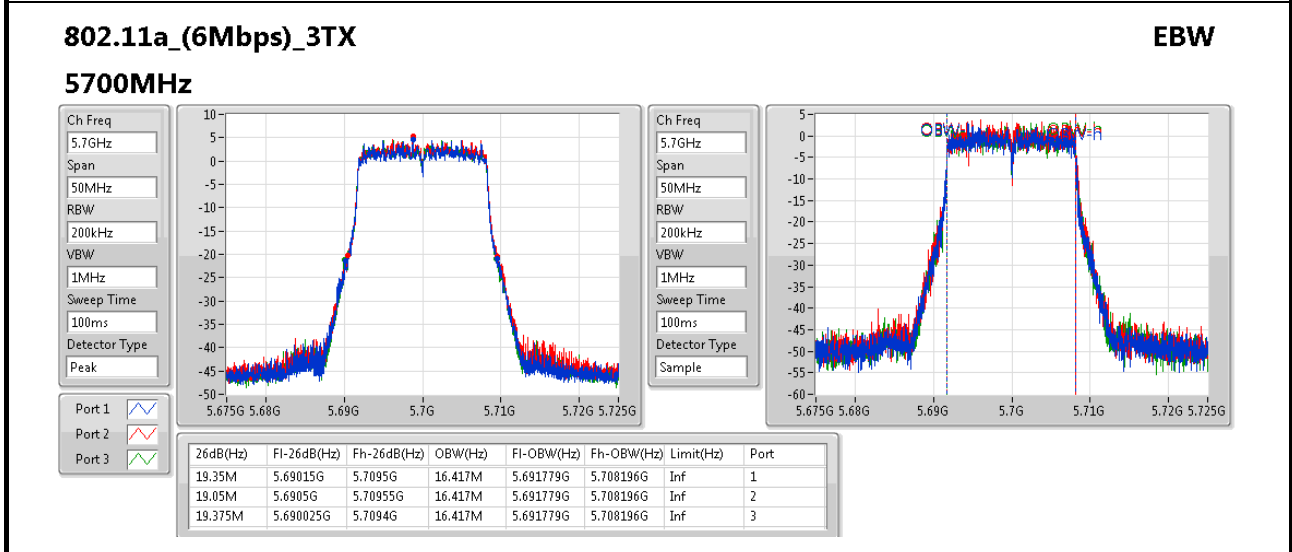 802.11a_(6Mbps)_3TX EBW
5700MHz
Ch Freq
5.7GHz
Span
50MHz
RBW
200kHz
VBW
1MHz
Sweep Time
100ms
Detector Type
Peak
Port 1
Port 2
Port 3
10
5
0
-5
-10
-15
-20
-25
-30
-35
-40
-45
-50
5.675G 5.68G 5.69G 5.7G 5.71G 5.72G 5.725G
Ch Freq
5.7GHz
Span
50MHz
RBW
200kHz
VBW
1MHz
Sweep Time
100ms
Detector Type
Sample
5
0
-5
-10
-15
-20
-25
-30
-35
-40
-45
-50
-55
-60
5.675G 5.68G 5.69G 5.7G 5.71G 5.72G 5.725G
26dB(Hz) Fl-26dB(Hz) Fh-26dB(Hz) OBW(Hz) Fl-OBW(Hz) Fh-OBW(Hz) Limit(Hz) Port
19.35M 5.69015G 5.7095G 16.417M 5.691779G 5.708196G Inf 1
19.05M 5.6905G 5.70955G 16.417M 5.691779G 5.708196G Inf 2
19.375M 5.690025G 5.7094G 16.417M 5.691779G 5.708196G Inf 3